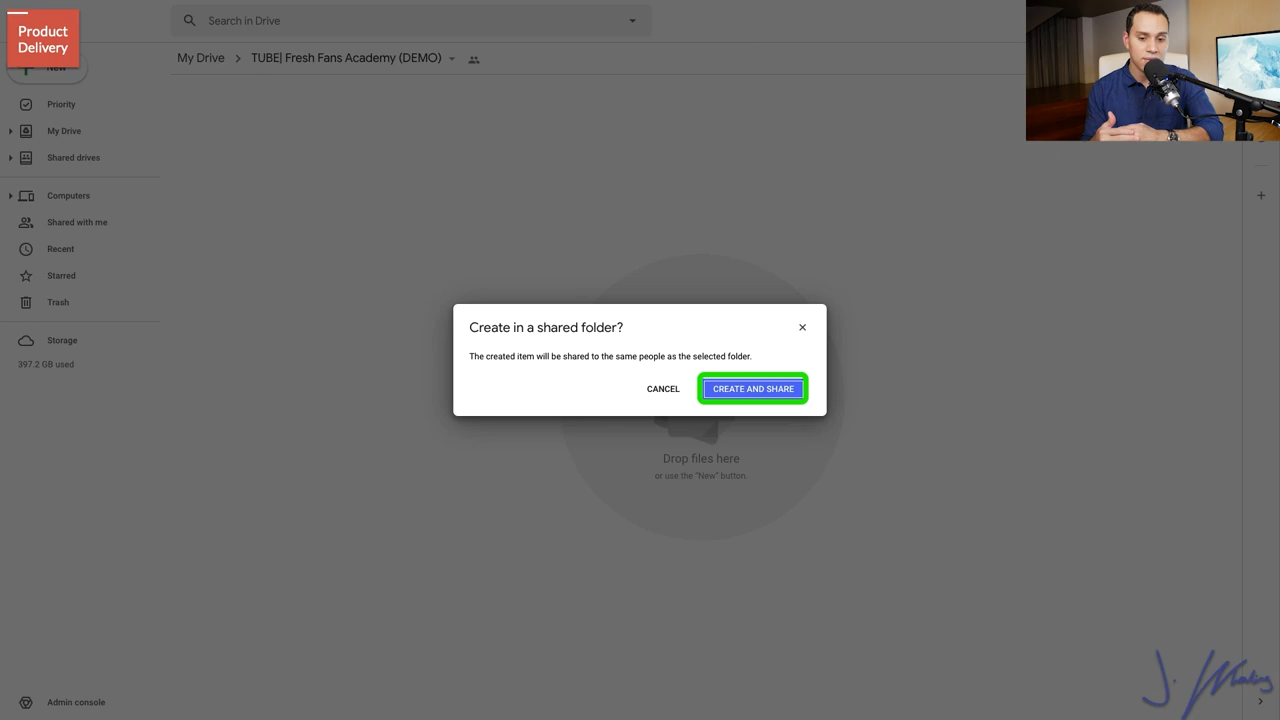 Product
Delivery
New
Search in Drive
My Drive
TUBE| Fresh Fans Academy (DEMO)
Priority
My Drive
Shared drives
Computers
Shared with me
Recent
Starred
Trash
Storage
397.2 GB used
Create in a shared folder?
The created item will be shared to the same people as the selected folder.
CANCEL
CREATE AND SHARE
Drop files here
or use the "New" button.
Admin console